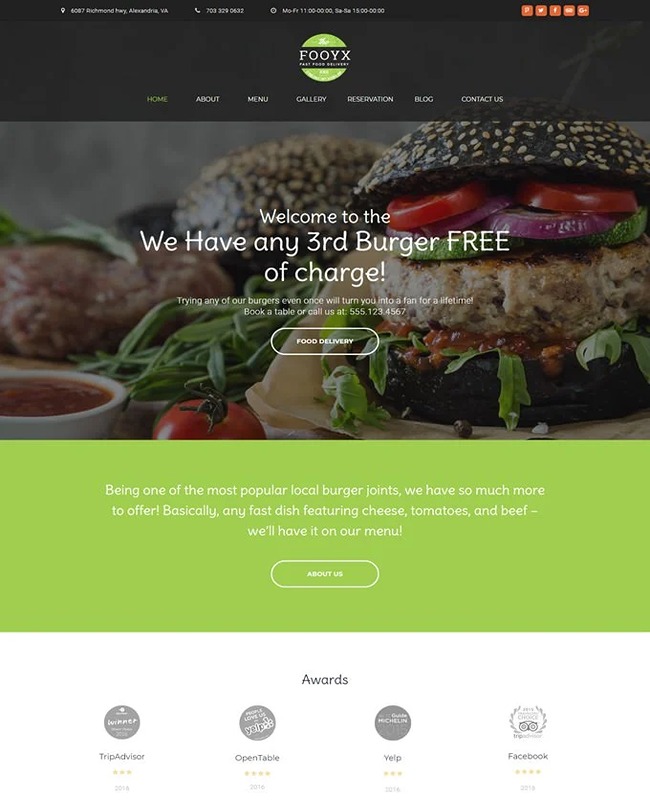 6087 Richmond hwy, Alexandria, VA
703 329 0632
Mo-Fr 11:00-00:00, Sa-Sa 15:00-00:00
The
FOOYX
FAST FOOD DELIVERY
HOME
ABOUT
MENU
GALLERY
RESERVATION
BLOG
CONTACT US
Welcome to the
We Have any 3rd Burger FREE
of charge!
Trying any of our burgers even once will turn you into a fan for a lifetime!
Book a table or call us at: 555.123.4567
FOOD DELIVERY
Being one of the most popular local burger joints, we have so much more
to offer! Basically, any fast dish featuring cheese, tomatoes, and beef –
we'll have it on our menu!
ABOUT US
Awards
winner
PEOPLE
LOVE US
yelp
Guide
MICHELIN
CHOICE
tripadvisor
TripAdvisor
OpenTable
Yelp
Facebook
2016
2016
2016
2016